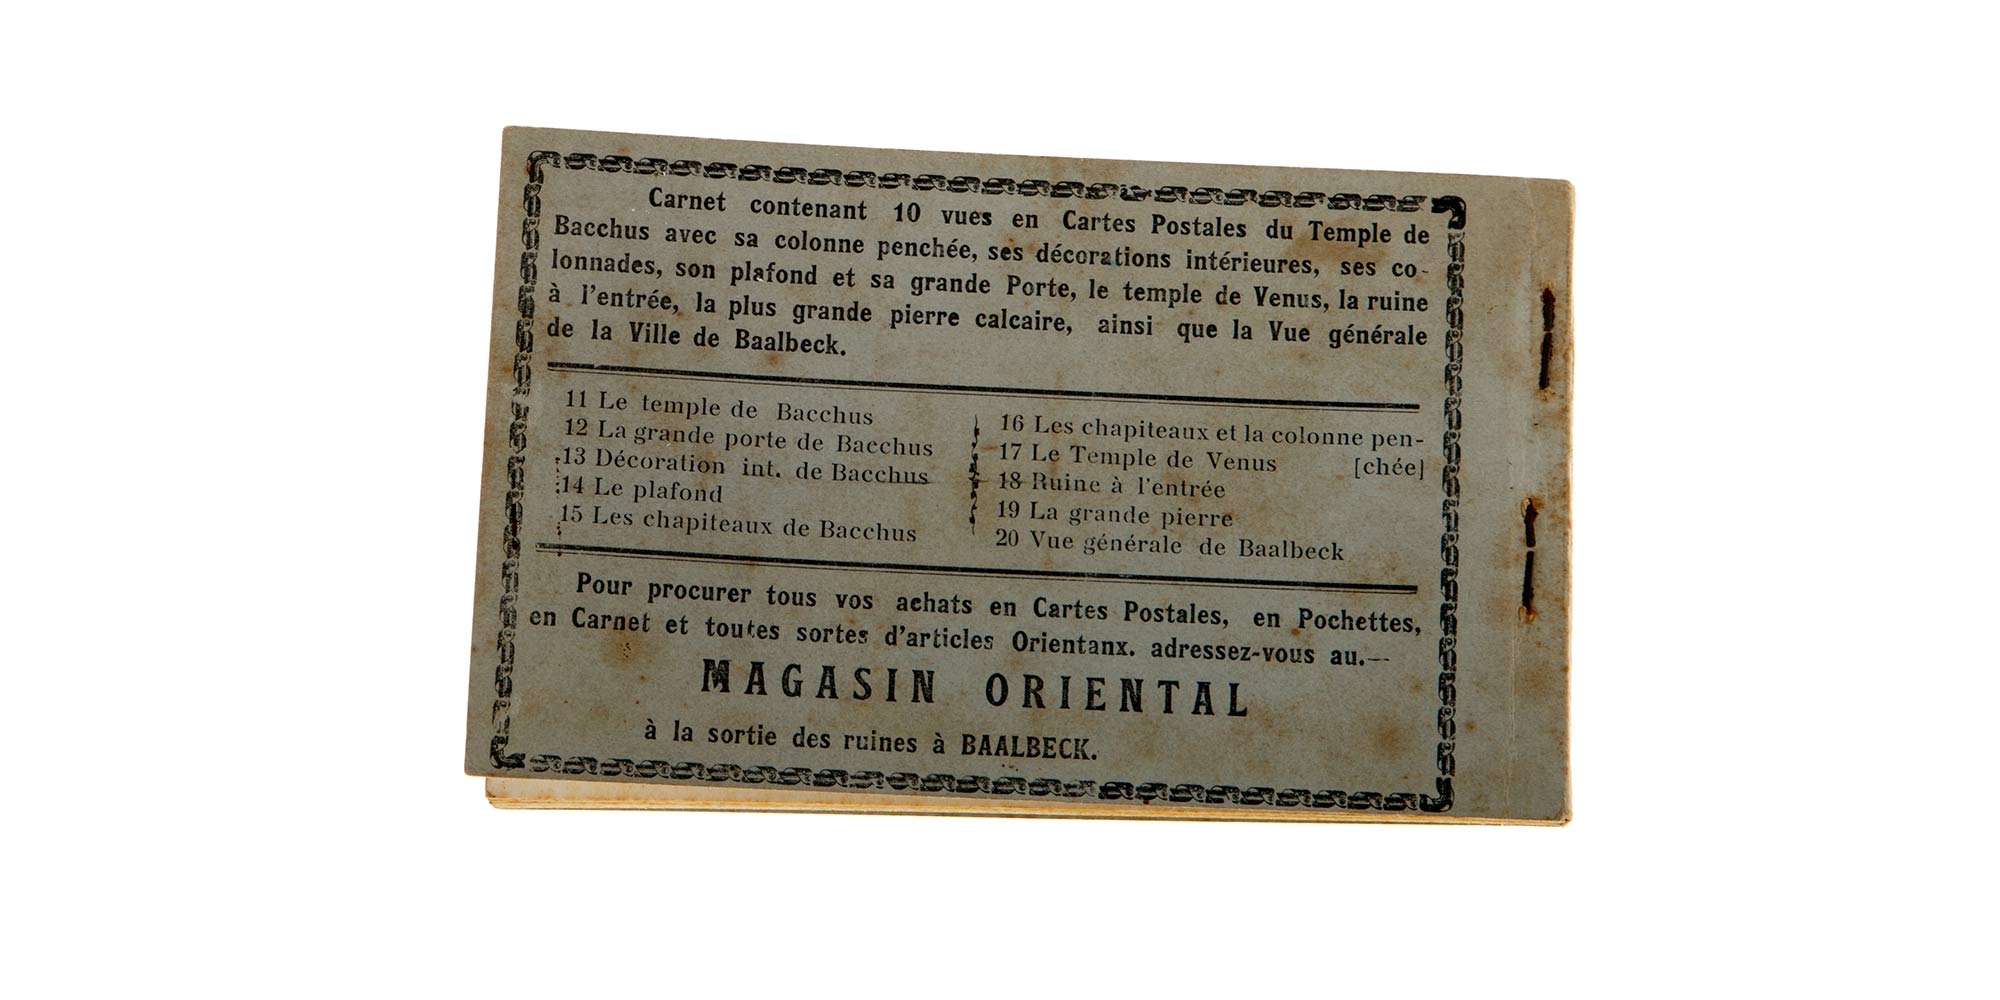 Carnet contenant 10 vues en Cartes Postales du Temple de
Bacchus avec sa colonne penchée, ses décorations intérieures, ses co-
lonnades, son plafond et sa grande Porte, le temple de Venus, la ruine
à l'entrée, la plus grande pierre calcaire, ainsi que la Vue générale
de la Ville de Baalbeck.
11 Le temple de Bacchus
12 La grande porte de Bacchus
13 Décoration int. de Bacchus
14 Le plafond
15 Les chapiteaux de Bacchus
16 Les chapiteaux et la colonne pen-
17 Le Temple de Venus [chée]
18 Ruine à l'entrée
19 La grande pierre
20 Vue générale de Baalbeck
Pour procurer tous vos achats en Cartes Postales, en Pochettes,
en Carnet et toutes sortes d'articles Orientanx. adressez-vous au.—
MAGASIN ORIENTAL
à la sortie des ruines à BAALBECK.